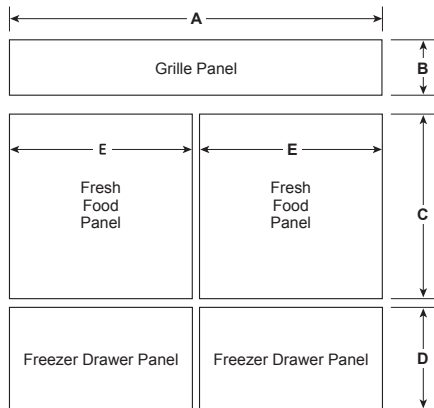 A
Grille Panel
B
E
E
Fresh
Food
Panel
Fresh
Food
Panel
C
Freezer Drawer Panel
Freezer Drawer Panel
D